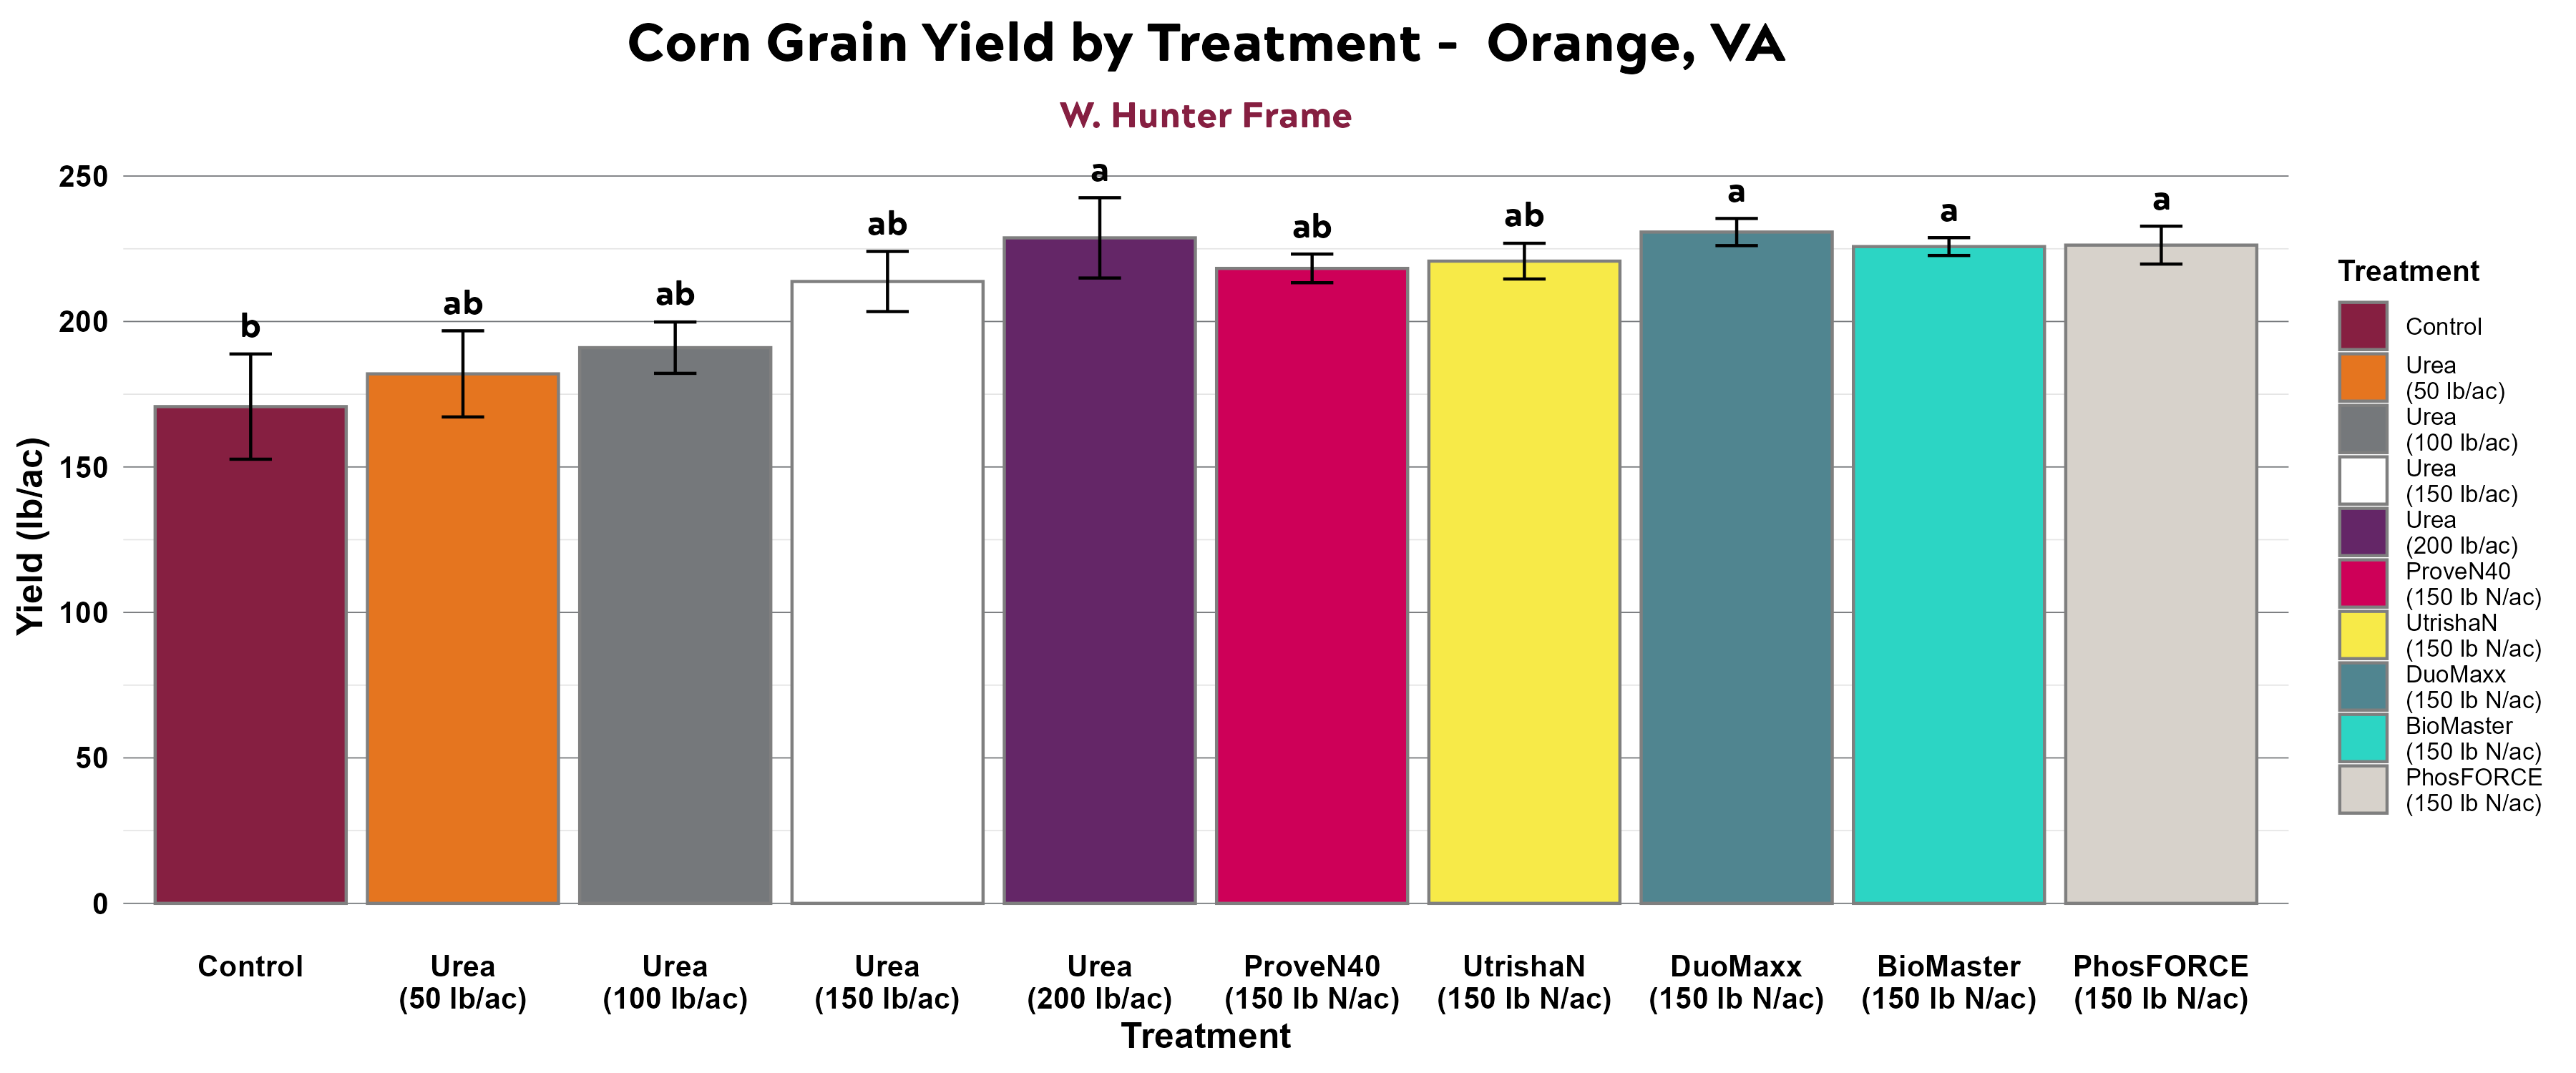 Corn Grain Yield by Treatment - Orange, VA
W. Hunter Frame
Yield (lb/ac)
250
200
150
100
50
0
b
ab
ab
ab
a
ab
ab
a
a
a
Control
Urea
(50 lb/ac)
Urea
(100 lb/ac)
Urea
(150 lb/ac)
Urea
(200 lb/ac)
ProveN40
(150 lb N/ac)
UtrishaN
(150 lb N/ac)
DuoMaxx
(150 lb N/ac)
BioMaster
(150 lb N/ac)
PhosFORCE
(150 lb N/ac)
Treatment
Treatment
Control
Urea
(50 lb/ac)
Urea
(100 lb/ac)
Urea
(150 lb/ac)
Urea
(200 lb/ac)
ProveN40
(150 lb N/ac)
UtrishaN
(150 lb N/ac)
DuoMaxx
(150 lb N/ac)
BioMaster
(150 lb N/ac)
PhosFORCE
(150 lb N/ac)